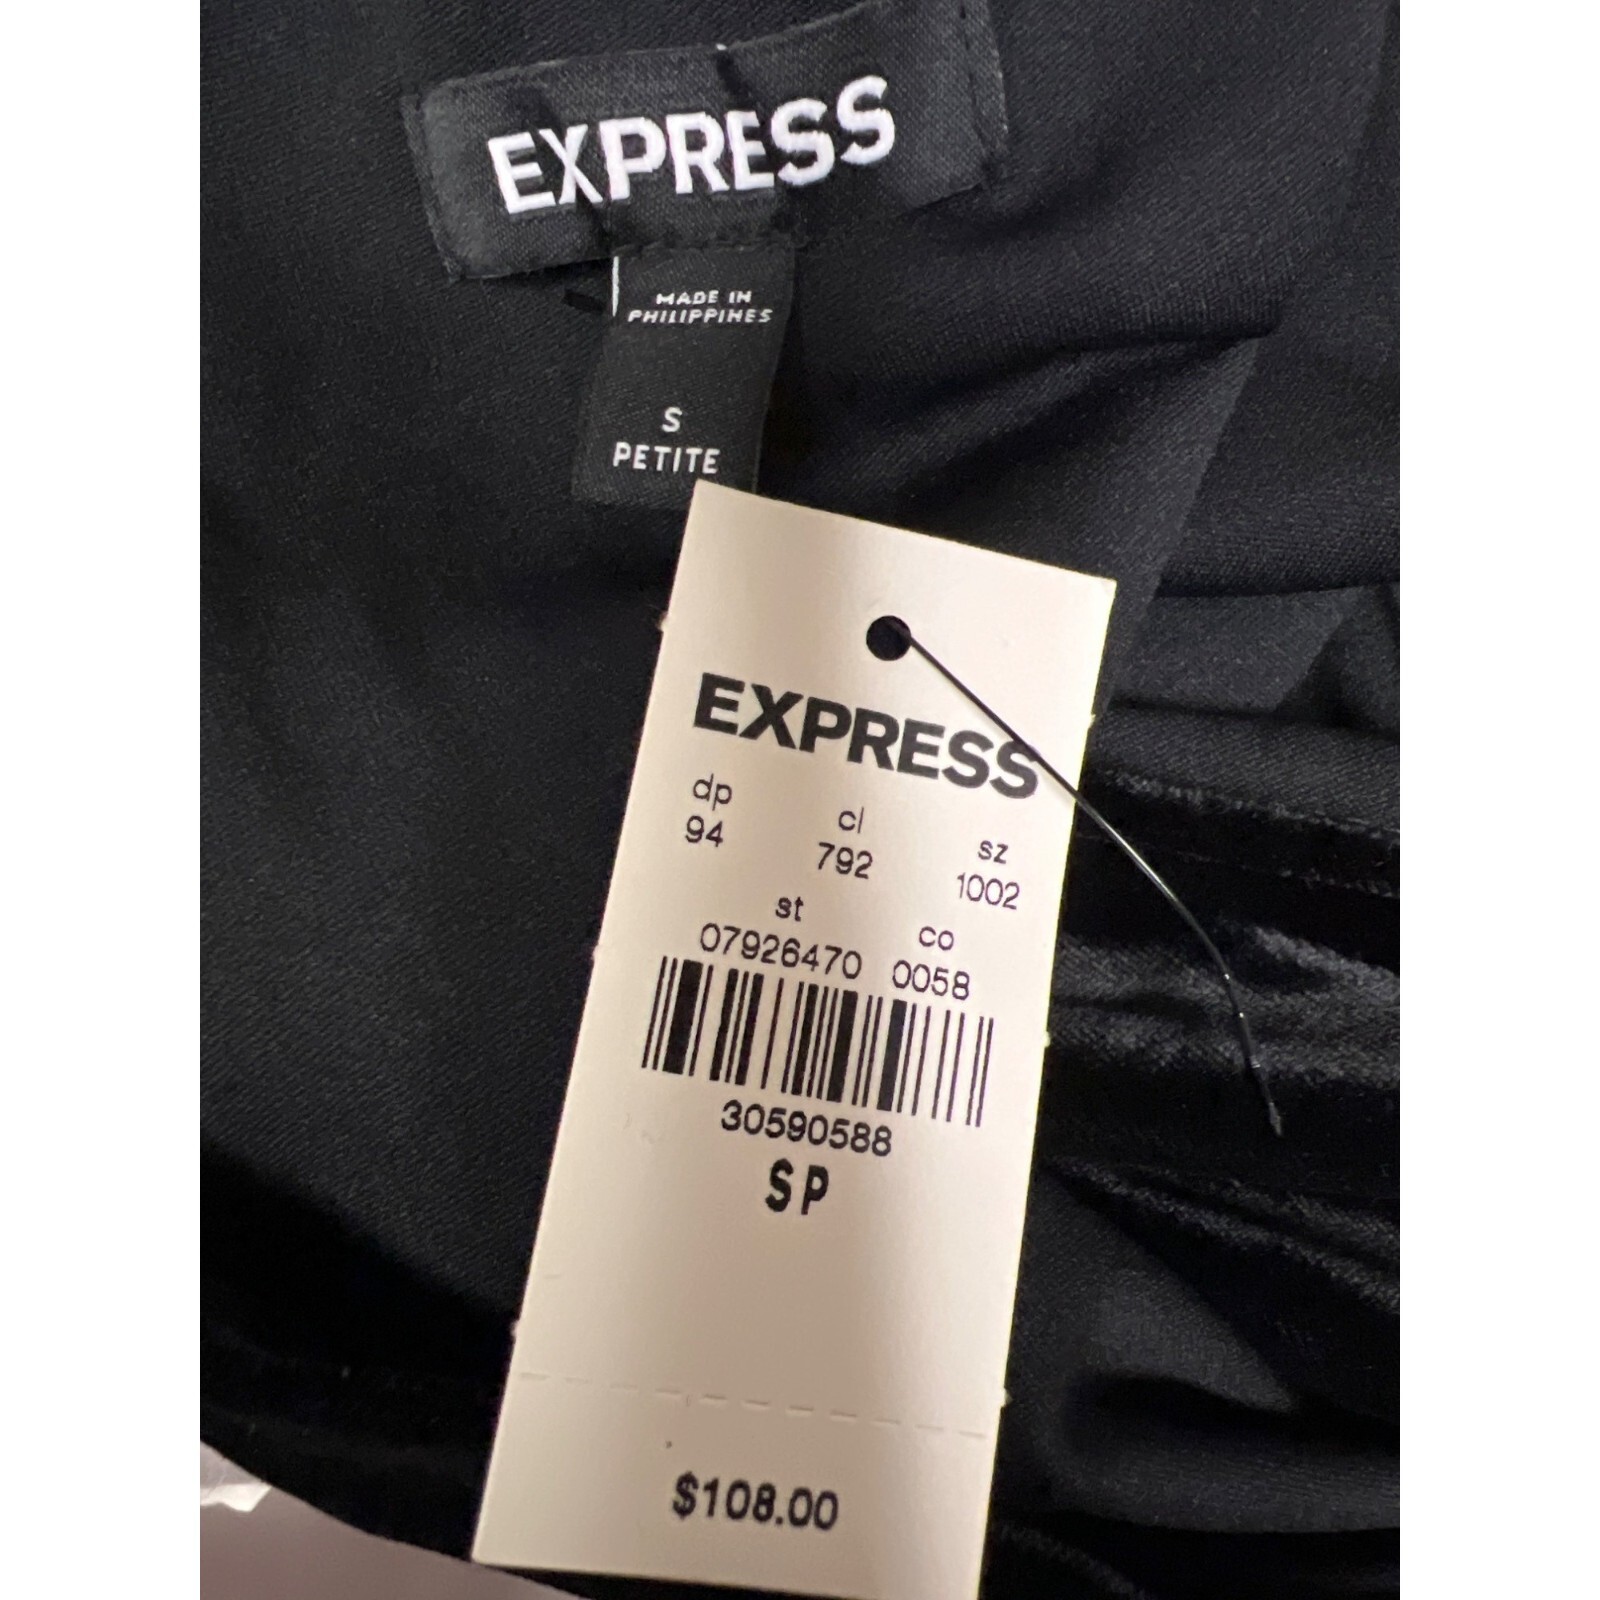 EXPRESS
MADE IN
PHILIPPINES
S
PETITE
EXPRESS
dp cl sz
94 792 1002
st co
07926470 0058
30590588
SP
$108.00